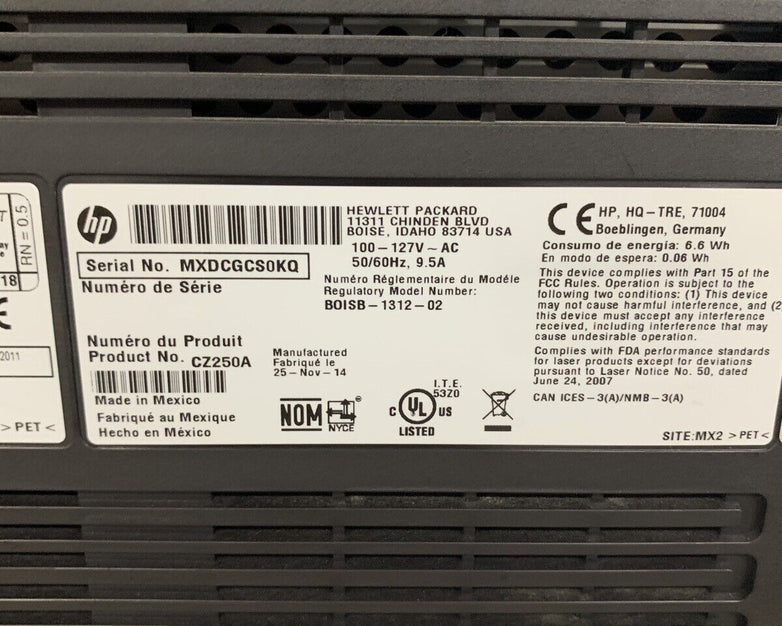 T
RN = 0.5
18
2011
> PET <
hp
HEWLETT PACKARD
11311 CHINDEN BLVD
BOISE, IDAHO 83714 USA
100-127V ~ AC
50/60Hz, 9.5A
Serial No. MXDCGCS0KQ
Numéro de Série
Numéro Réglementaire du Modéle
Regulatory Model Number:
BOISB-1312-02
Numéro du Produit
Product No. CZ250A
Manufactured
Fabriqué le
25-Nov-14
Made in Mexico
Fabriqué au Mexique
Hecho en México
NOM
NYCE
I.T.E.
53Z0
C UL US
LISTED
CE HP, HQ-TRE, 71004
Boeblingen, Germany
Consumo de energía: 6.6 Wh
En modo de espera: 0.06 Wh
This device complies with Part 15 of the
FCC Rules. Operation is subject to the
following two conditions: (1) This device
may not cause harmful interference, and (2
this device must accept any interference
received, including interference that may
cause undesirable operation.
Complies with FDA performance standards
for laser products except for deviations
pursuant to Laser Notice No. 50, dated
June 24, 2007
CAN ICES-3(A)/NMB-3(A)
SITE:MX2 > PET <